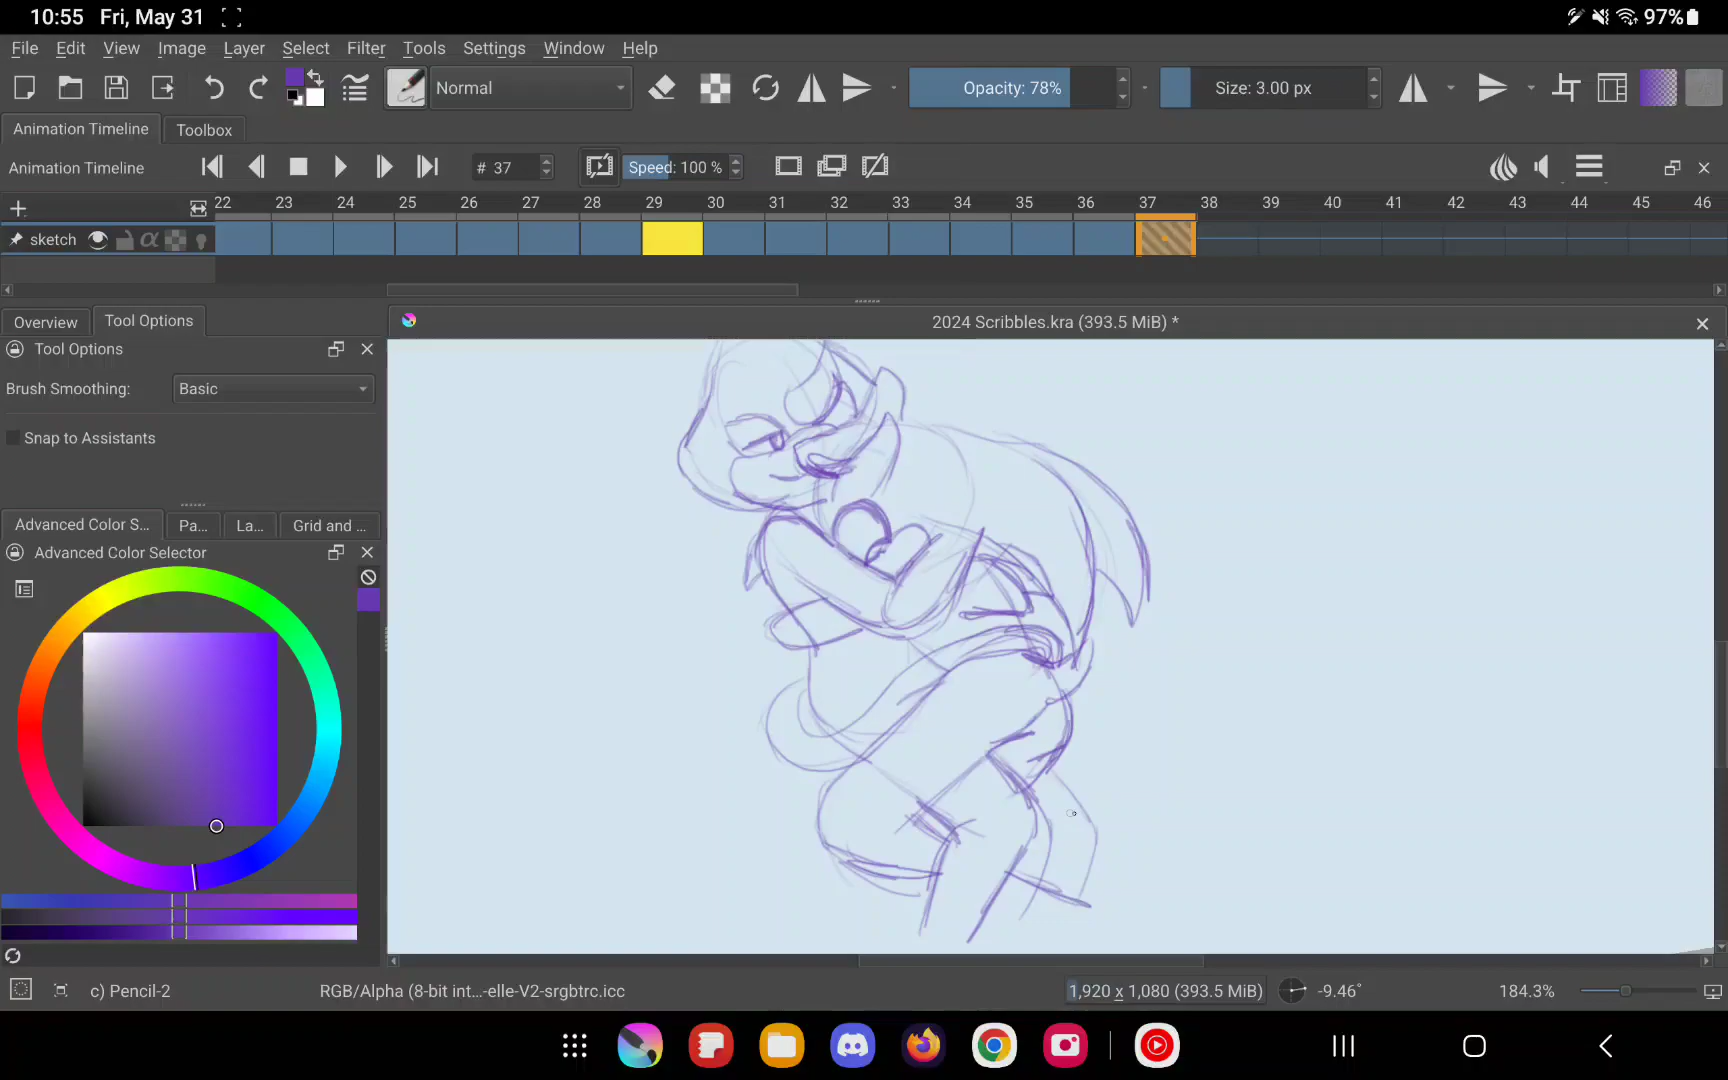 10:55 Fri, May 31 97%
File Edit View Image Layer Select Filter Tools Settings Window Help
Normal Opacity: 78% Size: 3.00 px
Animation Timeline Toolbox
Animation Timeline # 37 Speed: 100 %
22 23 24 25 26 27 28 29 30 31 32 33 34 35 36 37 38 39 40 41 42 43 44 45 46
sketch α
Overview Tool Options
2024 Scribbles.kra (393.5 MiB) *
Tool Options
Brush Smoothing: Basic
Snap to Assistants
Advanced Color S... Pa... La... Grid and ...
Advanced Color Selector
c) Pencil-2 RGB/Alpha (8-bit int...-elle-V2-srgbtrc.icc 1,920 x 1,080 (393.5 MiB) -9.46° 184.3%